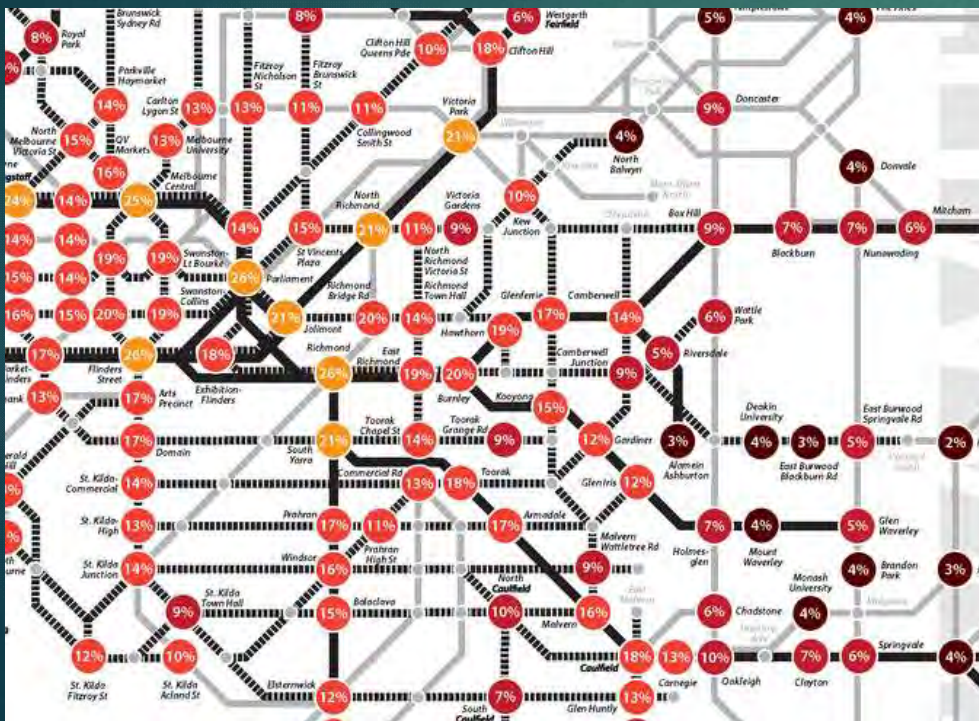 Brunswick
Sydney Rd
8%
6%
Westgarth
Fairfield
5%
4%
Royal
Park
8%
Clifton Hill
Queens Pde
10%
18%
Clifton Hill
Parkville
Haymarket
Fitzroy
Nicholson
St
Fitzroy
Brunswick
St
14%
Carlton
Lygon St
13%
13%
11%
11%
Victoria
Park
9%
Doncaster
North
Melbourne
Victoria St
15%
QV
Markets
13%
Melbourne
University
Collingwood
Smith St
21%
4%
North
Balwyn
16%
Melbourne
Central
4%
Donvale
24%
14%
25%
North
Richmond
Victoria
Gardens
10%
Kew
Junction
Box Hill
Mitcham
14%
14%
14%
15%
St Vincents
Plaza
21%
11%
9%
9%
7%
7%
6%
North
Richmond
Victoria St
Blackburn
Nunawading
19%
19%
Swanston-
Lt Bourke
15%
14%
26%
Parliament
Richmond
Bridge Rd
Richmond
Town Hall
Glenferrie
Camberwell
Swanston-
Collins
16%
15%
20%
19%
21%
Jolimont
20%
14%
Hawthorn
19%
17%
14%
6%
Wattle
Park
17%
26%
Flinders
Street
18%
Exhibition-
Flinders
Richmond
East
Richmond
Camberwell
Junction
5%
Riversdale
26%
19%
20%
Burnley
Kooyong
9%
13%
17%
Arts
Precinct
15%
Toorak
Chapel St
Toorak
Grange Rd
Deakin
University
East Burwood
Springvale Rd
17%
Domain
21%
South
Yarra
14%
9%
12%
Gardiner
3%
Alamein
Ashburton
4%
3%
East Burwood
Blackburn Rd
5%
2%
St. Kilda-
Commercial
14%
Commercial Rd
13%
18%
Toorak
Glen Iris
12%
St. Kilda-
High
13%
Prahran
17%
11%
Prahran
High St
17%
Armadale
7%
Holmes-
glen
4%
Mount
Waverley
5%
Glen
Waverley
Malvern
Wattletree Rd
St. Kilda
Junction
14%
Windsor
16%
9%
4%
Brandon
Park
3%
St. Kilda
Town Hall
9%
Balaclava
15%
North
Caulfield
10%
16%
Malvern
6%
Chadstone
Monash
University
4%
12%
St. Kilda
Fitzroy St
10%
St. Kilda
Acland St
18%
Caulfield
13%
Carnegie
10%
Oakleigh
7%
Clayton
6%
Springvale
4%
Elsternwick
12%
7%
South
Caulfield
13%
Glen Huntly